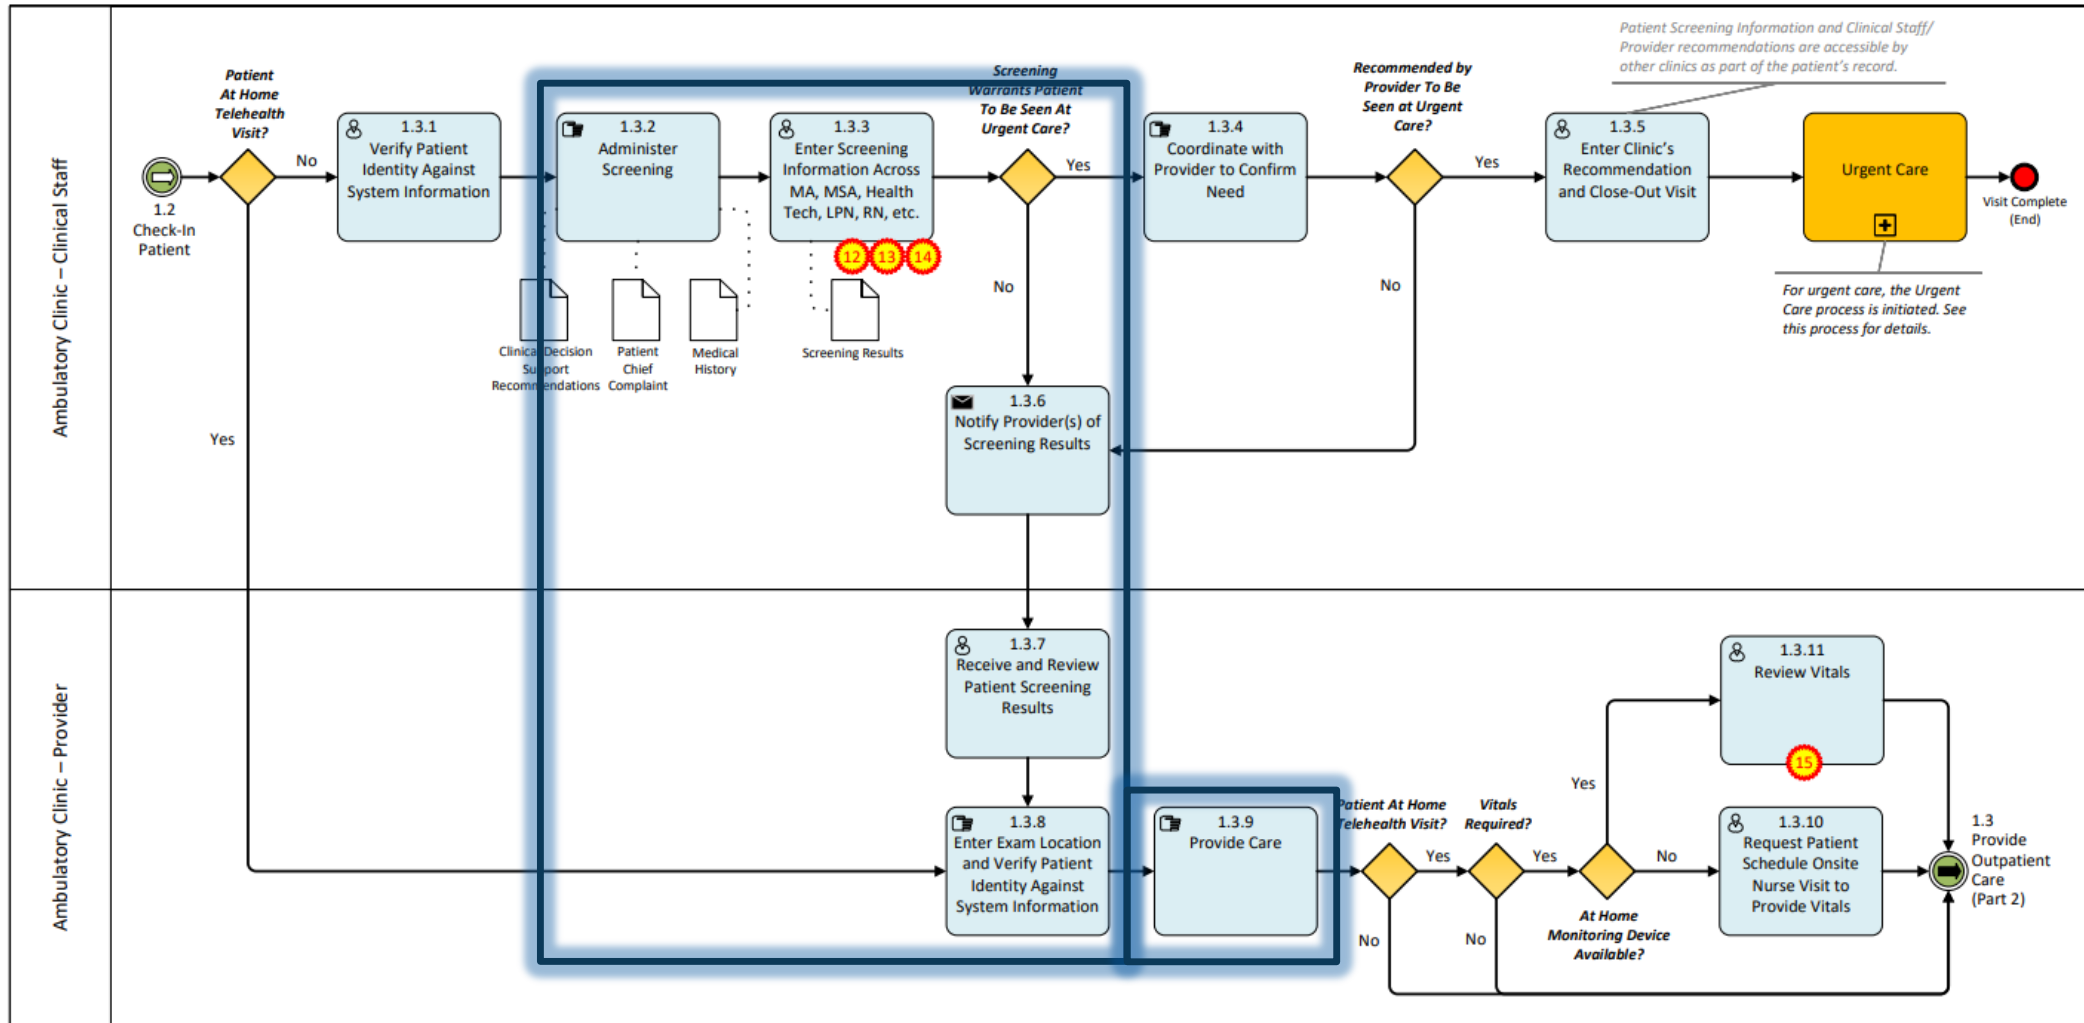 Ambulatory Clinic – Clinical Staff
1.2
Check-In
Patient
Patient
At Home
Telehealth
Visit?
No
Yes
1.3.1
Verify Patient
Identity Against
System Information
1.3.2
Administer
Screening
Clinical Decision
Support
Recommendations
Patient
Chief
Complaint
Medical
History
1.3.3
Enter Screening
Information Across
MA, MSA, Health
Tech, LPN, RN, etc.
12
13
14
Screening Results
Screening
Warrants Patient
To Be Seen At
Urgent Care?
Yes
No
1.3.4
Coordinate with
Provider to Confirm
Need
Recommended by
Provider To Be
Seen at Urgent
Care?
Yes
No
1.3.5
Enter Clinic's
Recommendation
and Close-Out Visit
Patient Screening Information and Clinical Staff/
Provider recommendations are accessible by
other clinics as part of the patient's record.
Urgent Care
For urgent care, the Urgent
Care process is initiated. See
this process for details.
Visit Complete
(End)
1.3.6
Notify Provider(s) of
Screening Results
Ambulatory Clinic – Provider
1.3.7
Receive and Review
Patient Screening
Results
1.3.8
Enter Exam Location
and Verify Patient
Identity Against
System Information
1.3.9
Provide Care
Patient At Home
Telehealth Visit?
Yes
No
Vitals
Required?
Yes
No
At Home
Monitoring Device
Available?
Yes
No
1.3.11
Review Vitals
15
1.3.10
Request Patient
Schedule Onsite
Nurse Visit to
Provide Vitals
1.3
Provide
Outpatient
Care
(Part 2)